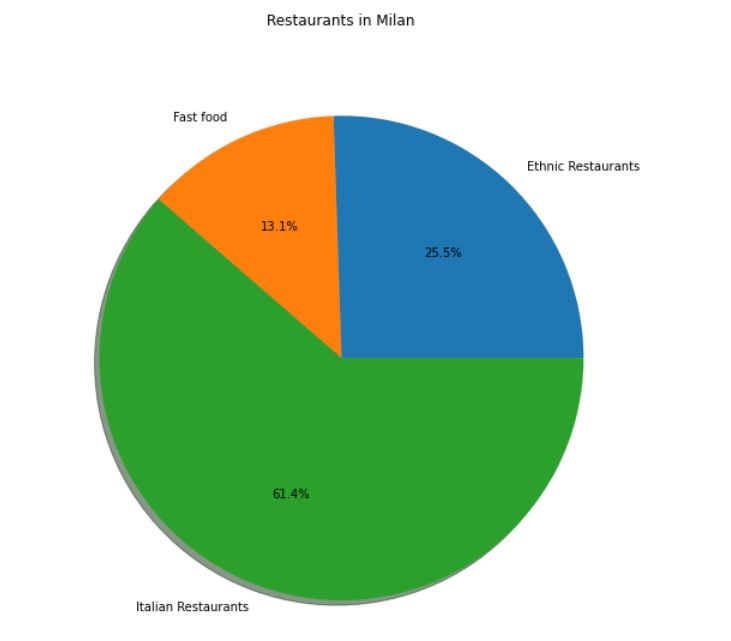 Restaurants in Milan
Fast food
Ethnic Restaurants
13.1%
25.5%
61.4%
Italian Restaurants